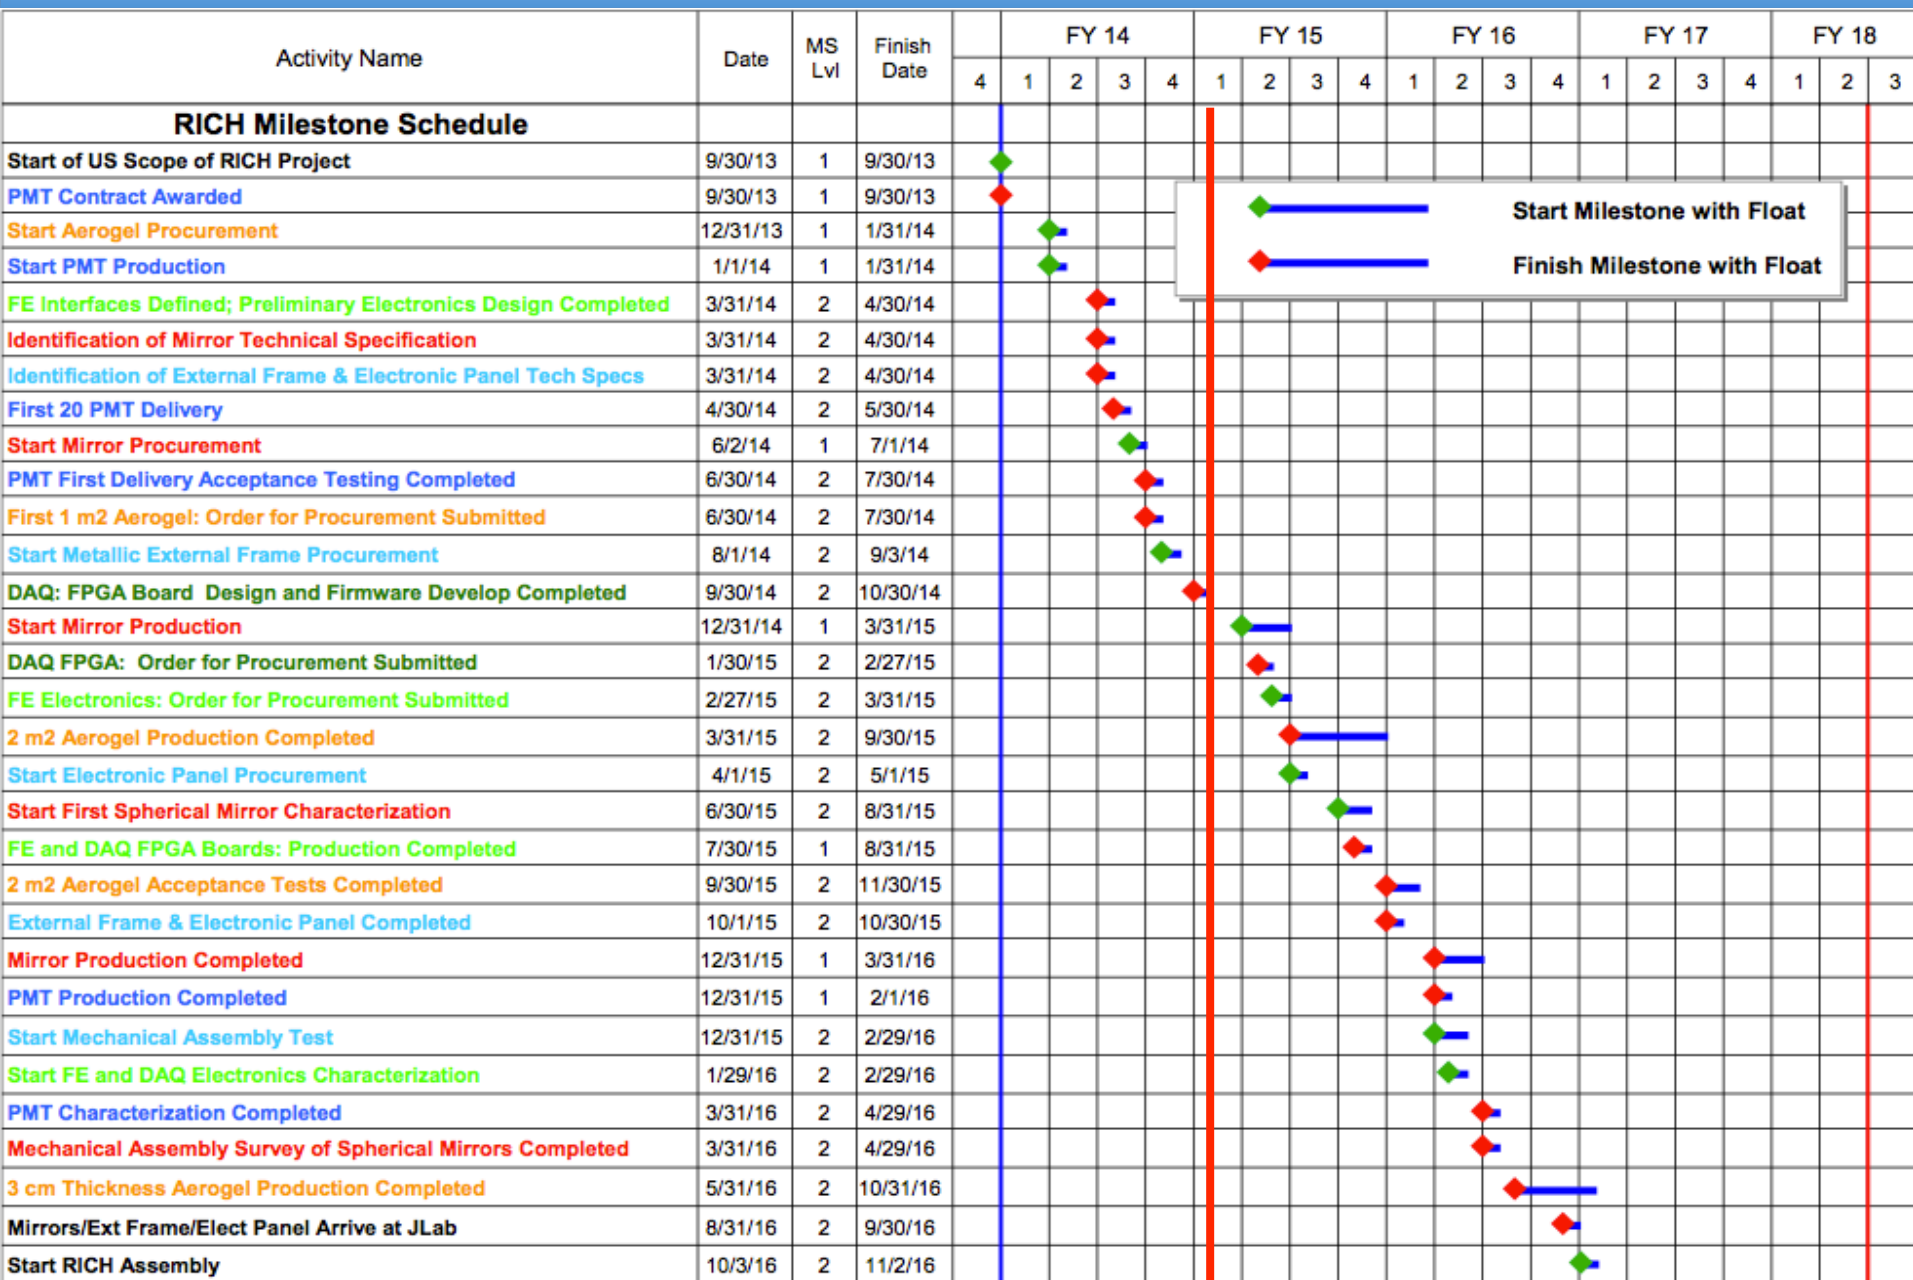 Activity Name Date MS Lvl Finish Date FY 14 FY 15 FY 16 FY 17 FY 18
4 1 2 3 4 1 2 3 4 1 2 3 4 1 2 3 4 1 2 3
RICH Milestone Schedule
Start of US Scope of RICH Project 9/30/13 1 9/30/13
PMT Contract Awarded 9/30/13 1 9/30/13
Start Aerogel Procurement 12/31/13 1 1/31/14
Start PMT Production 1/1/14 1 1/31/14
FE Interfaces Defined; Preliminary Electronics Design Completed 3/31/14 2 4/30/14
Identification of Mirror Technical Specification 3/31/14 2 4/30/14
Identification of External Frame & Electronic Panel Tech Specs 3/31/14 2 4/30/14
First 20 PMT Delivery 4/30/14 2 5/30/14
Start Mirror Procurement 6/2/14 1 7/1/14
PMT First Delivery Acceptance Testing Completed 6/30/14 2 7/30/14
First 1 m2 Aerogel: Order for Procurement Submitted 6/30/14 2 7/30/14
Start Metallic External Frame Procurement 8/1/14 2 9/3/14
DAQ: FPGA Board Design and Firmware Develop Completed 9/30/14 2 10/30/14
Start Mirror Production 12/31/14 1 3/31/15
DAQ FPGA: Order for Procurement Submitted 1/30/15 2 2/27/15
FE Electronics: Order for Procurement Submitted 2/27/15 2 3/31/15
2 m2 Aerogel Production Completed 3/31/15 2 9/30/15
Start Electronic Panel Procurement 4/1/15 2 5/1/15
Start First Spherical Mirror Characterization 6/30/15 2 8/31/15
FE and DAQ FPGA Boards: Production Completed 7/30/15 1 8/31/15
2 m2 Aerogel Acceptance Tests Completed 9/30/15 2 11/30/15
External Frame & Electronic Panel Completed 10/1/15 2 10/30/15
Mirror Production Completed 12/31/15 1 3/31/16
PMT Production Completed 12/31/15 1 2/1/16
Start Mechanical Assembly Test 12/31/15 2 2/29/16
Start FE and DAQ Electronics Characterization 1/29/16 2 2/29/16
PMT Characterization Completed 3/31/16 2 4/29/16
Mechanical Assembly Survey of Spherical Mirrors Completed 3/31/16 2 4/29/16
3 cm Thickness Aerogel Production Completed 5/31/16 2 10/31/16
Mirrors/Ext Frame/Elect Panel Arrive at JLab 8/31/16 2 9/30/16
Start RICH Assembly 10/3/16 2 11/2/16
Start Milestone with Float
Finish Milestone with Float